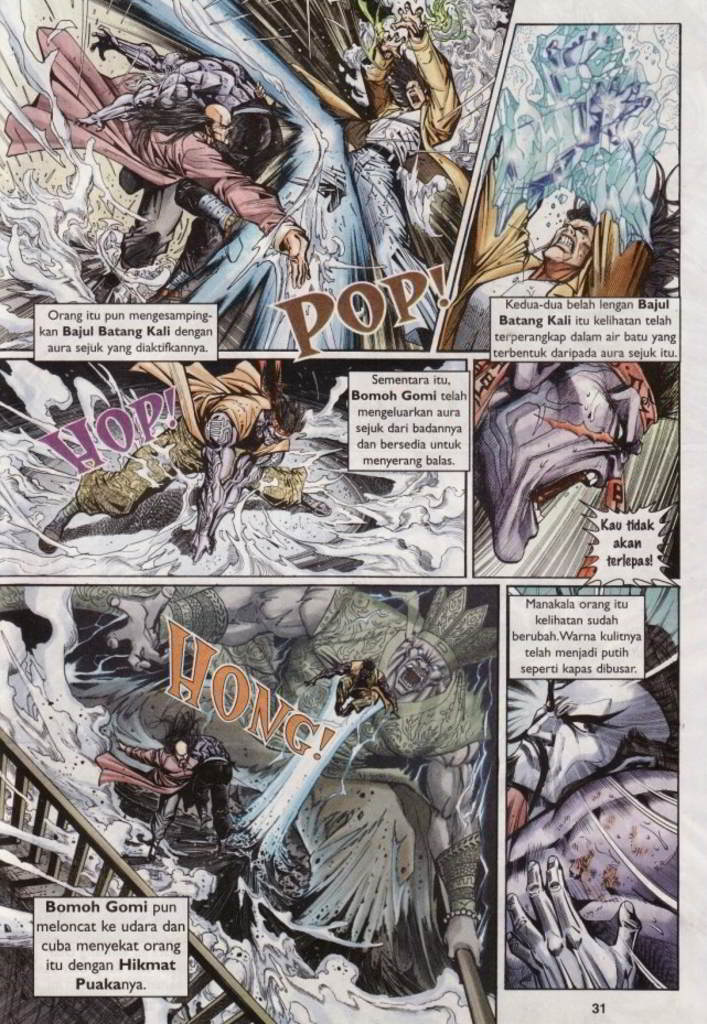 Orang itu pun mengesamping-
kan Bajul Batang Kali dengan
aura sejuk yang diaktifkannya.
POP!
Kedua-dua belah lengan Bajul
Batang Kali itu kelihatan telah
terperangkap dalam air batu yang
terbentuk daripada aura sejuk itu.
HOP!
Sementara itu,
Bomoh Gomi telah
mengeluarkan aura
sejuk dari badannya
dan bersedia untuk
menyerang balas.
Kau tidak
akan
terlepas!
HONG!
Bomoh Gomi pun
meloncat ke udara dan
cuba menyekat orang
itu dengan Hikmat
Puakanya.
Manakala orang itu
kelihatan sudah
berubah.Warna kulitnya
telah menjadi putih
seperti kapas dibusar.
31